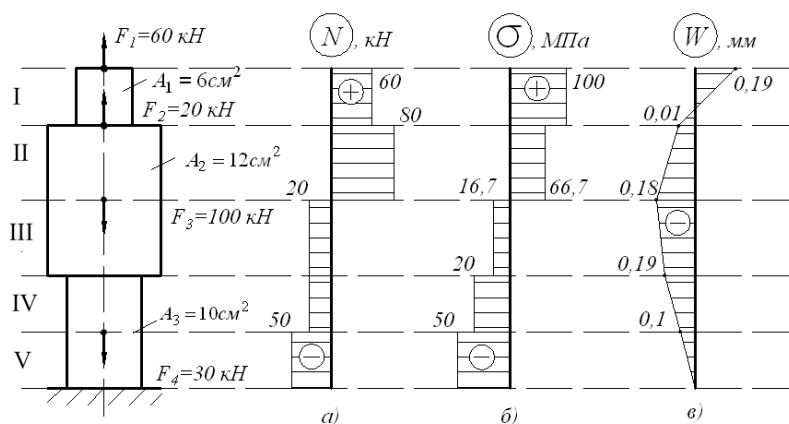 F₁=60 кН
N, кН
σ, МПа
W, мм
I
A₁ = 6см²
60
100
0,19
F₂=20 кН
80
0,01
II
A₂ = 12см²
20
16,7
66,7
0,18
III
F₃=100 кН
20
0,19
IV
A₃ = 10см²
50
50
0,1
V
F₄=30 кН
а)
б)
в)